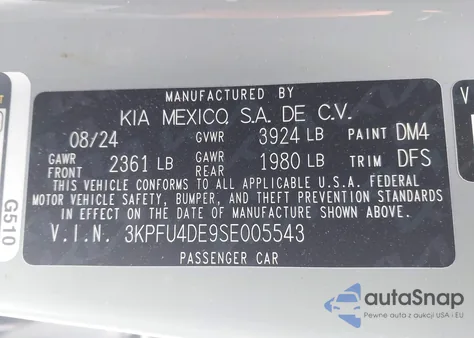 MANUFACTURED BY
KIA MEXICO, S.A. DE C.V.
08/24 GVWR 3924 LB PAINT DM4
GAWR FRONT 2361 LB GAWR REAR 1980 LB TRIM DFS
THIS VEHICLE CONFORMS TO ALL APPLICABLE U.S.A. FEDERAL
MOTOR VEHICLE SAFETY, BUMPER, AND THEFT PREVENTION STANDARDS
IN EFFECT ON THE DATE OF MANUFACTURE SHOWN ABOVE.
V.I.N. 3KPFU4DE9SE005543
PASSENGER CAR
G510
V
autaSnap
Pewne auta z aukcji USA i EU